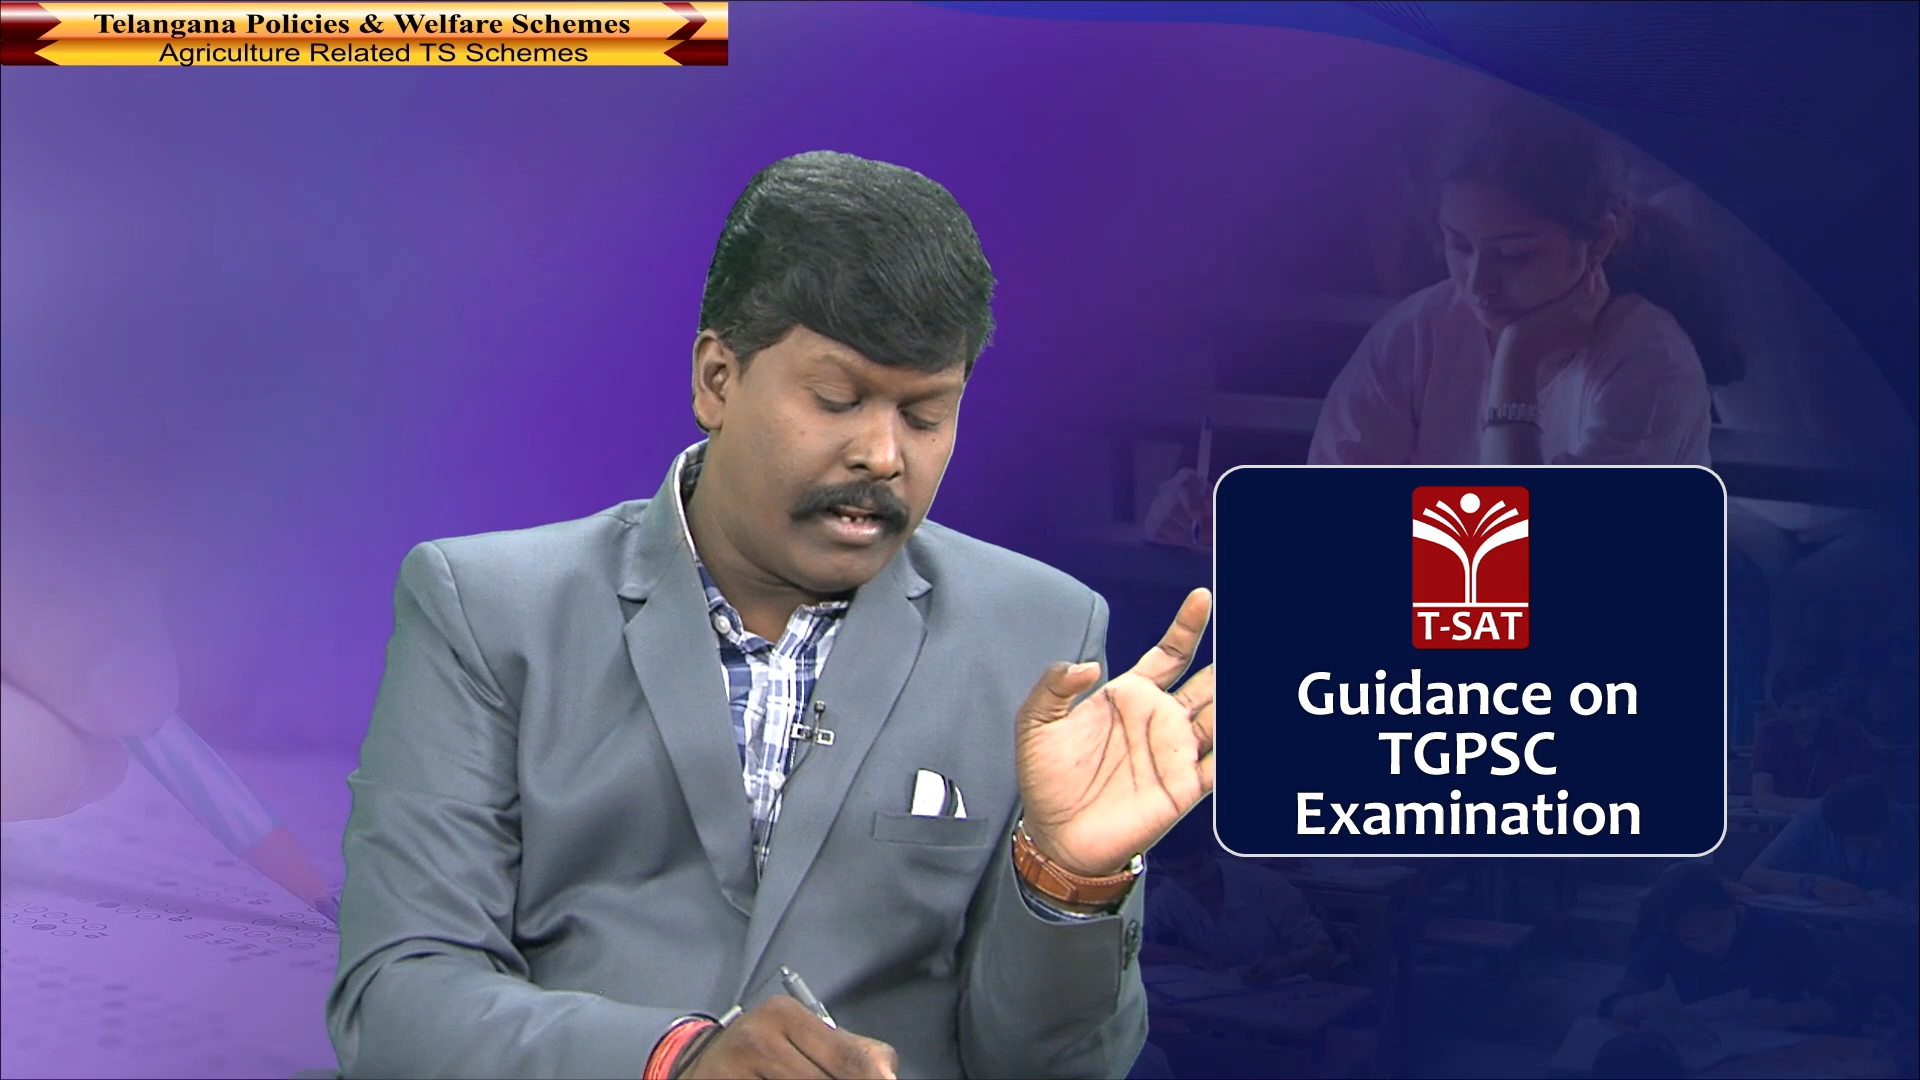 Telangana Policies & Welfare Schemes
Agriculture Related TS Schemes
T-SAT
Guidance on
TGPSC
Examination